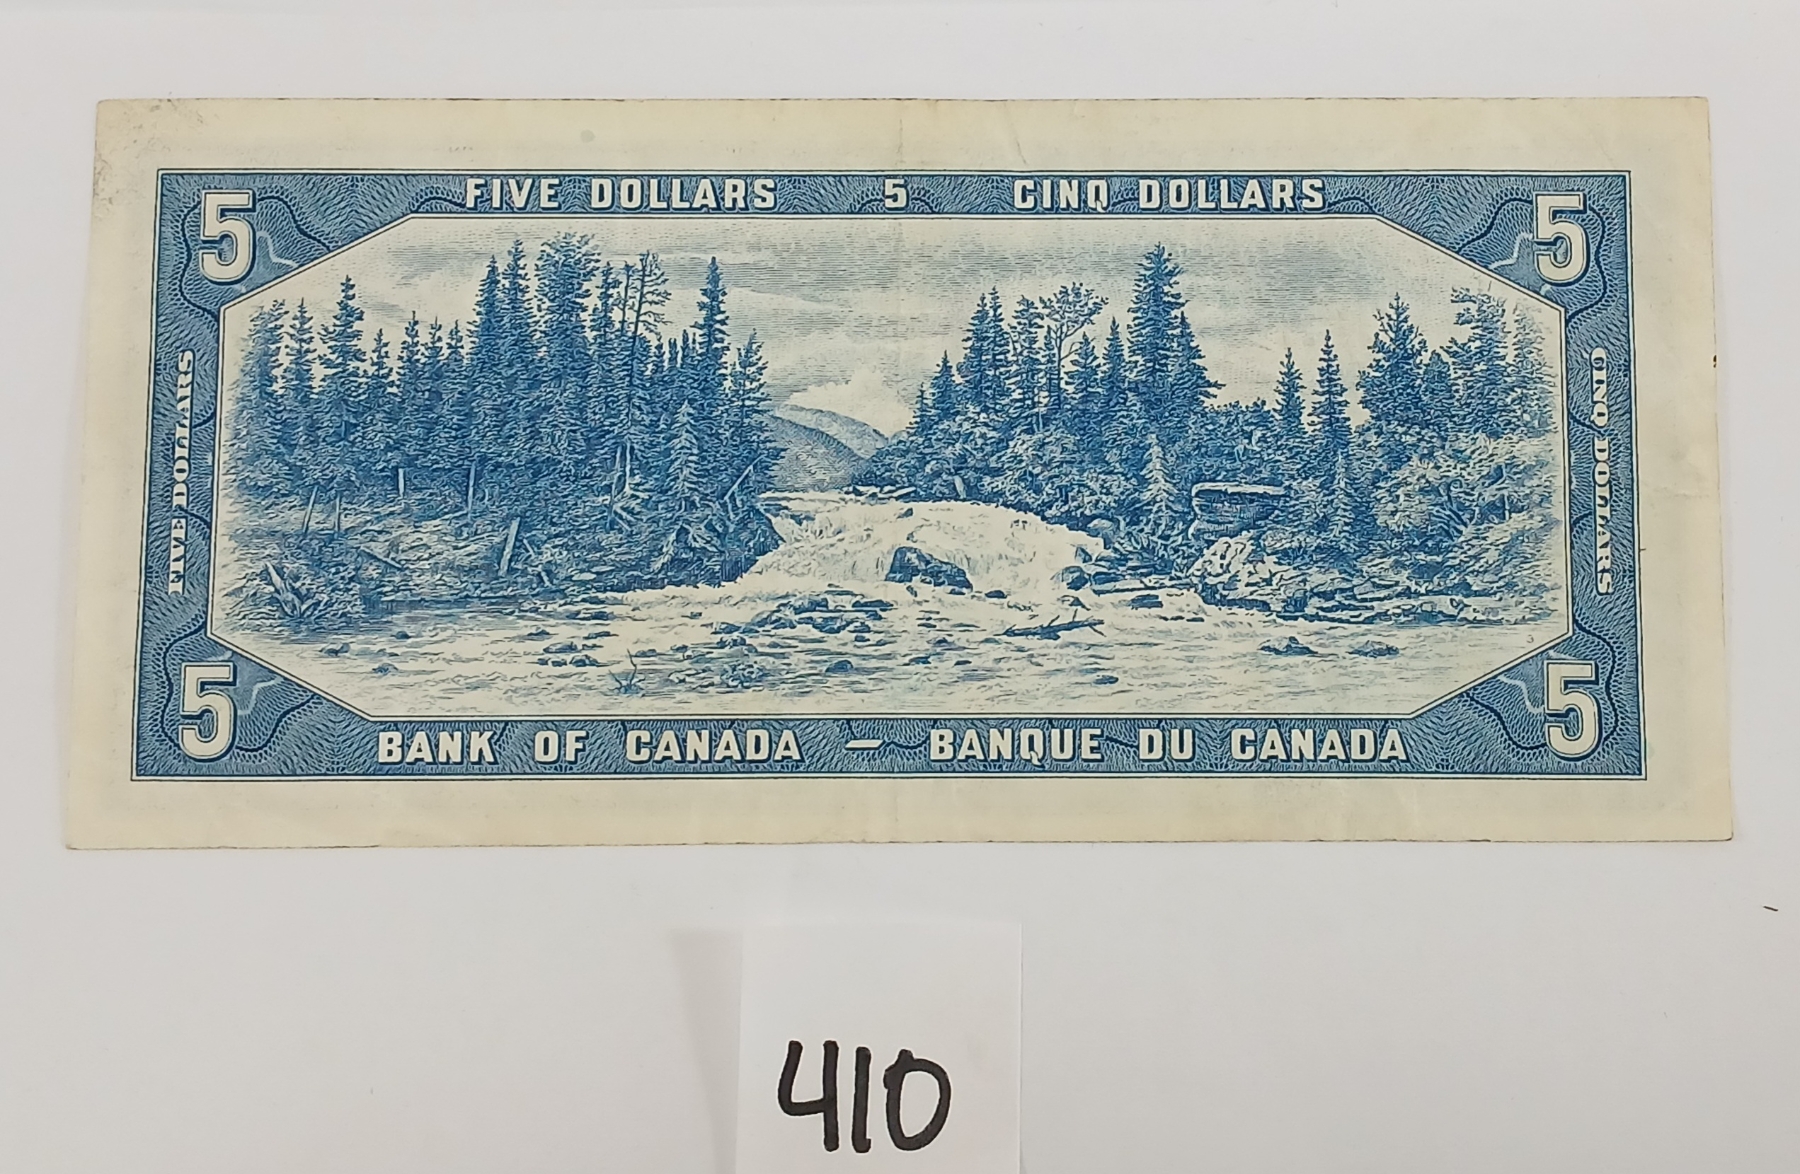 FIVE DOLLARS 5 CINQ DOLLARS
5
5
FIVE DOLLARS
CINQ DOLLARS
3
5
5
BANK OF CANADA — BANQUE DU CANADA
410